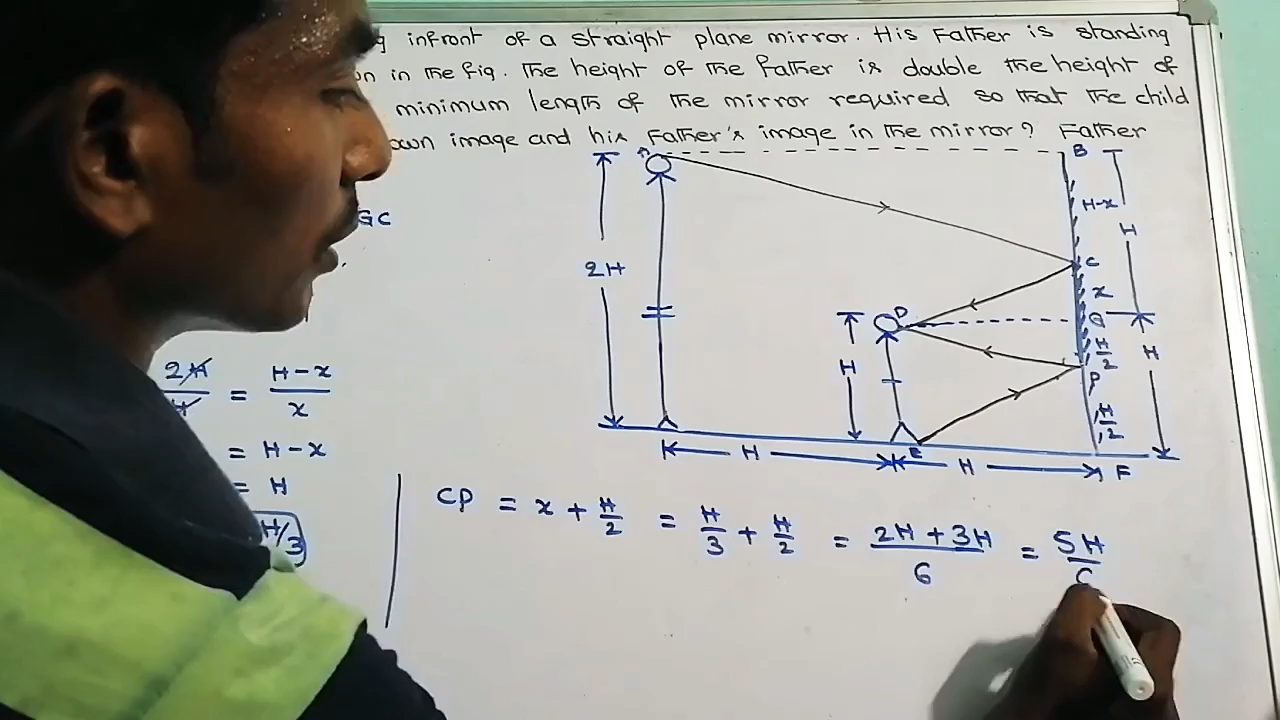 infront of a straight plane mirror. His Father is standing
in the fig. The height of the father is double the height of
minimum length of the mirror required so that the child
own image and his Father's image in the mirror? Father
B
H-x
H
C
x
Q
H/2
P
H/2
H
F
2H
D
H
E
H
H
GC
2H/H = H-x/x
= H-x
= H
H/3
CP = x + H/2 = H/3 + H/2 = 2H+3H/6 = 5H/